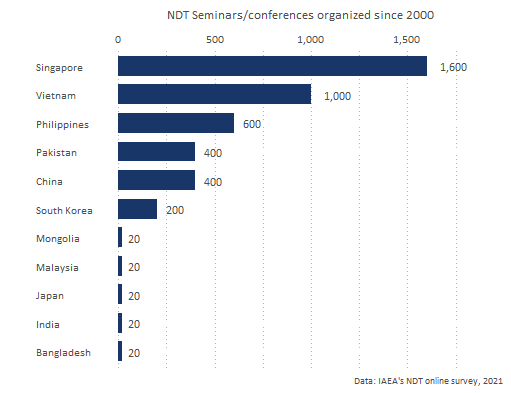 NDT Seminars/conferences organized since 2000
0 500 1,000 1,500
Singapore 1,600
Vietnam 1,000
Philippines 600
Pakistan 400
China 400
South Korea 200
Mongolia 20
Malaysia 20
Japan 20
India 20
Bangladesh 20
Data: IAEA's NDT online survey, 2021